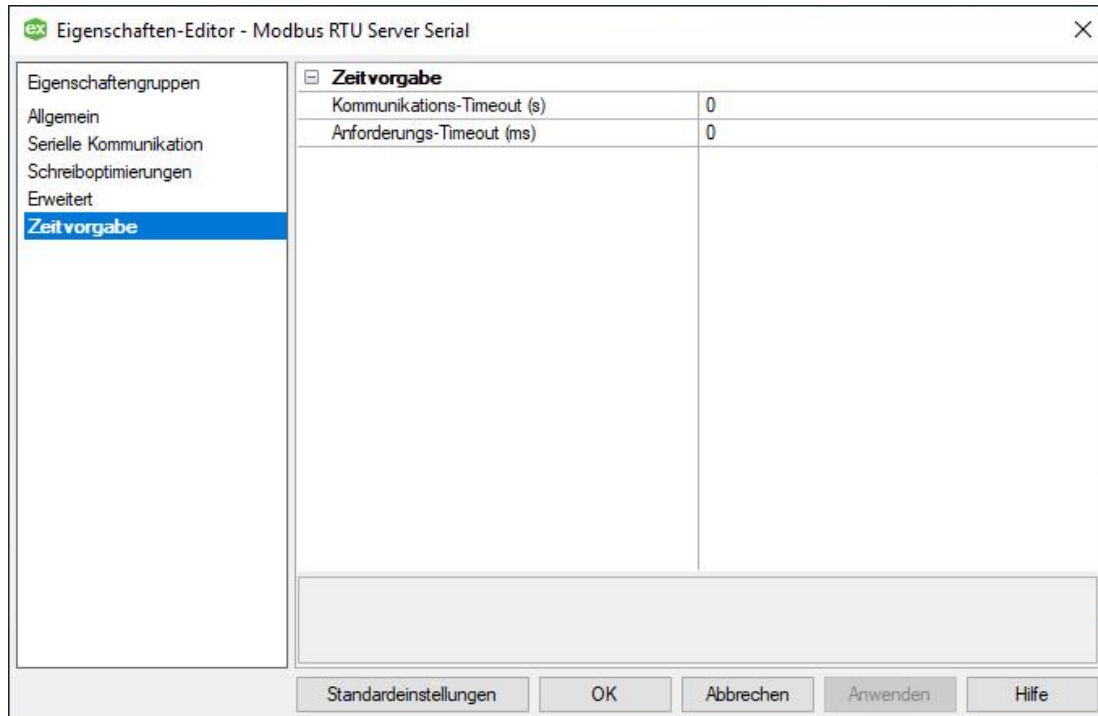 ex Eigenschaften-Editor - Modbus RTU Server Serial
Eigenschaftengruppen
Allgemein
Serielle Kommunikation
Schreiboptimierungen
Erweitert
Zeitvorgabe
Zeitvorgabe
Kommunikations-Timeout (s) 0
Anforderungs-Timeout (ms) 0
Standardeinstellungen OK Abbrechen Anwenden Hilfe